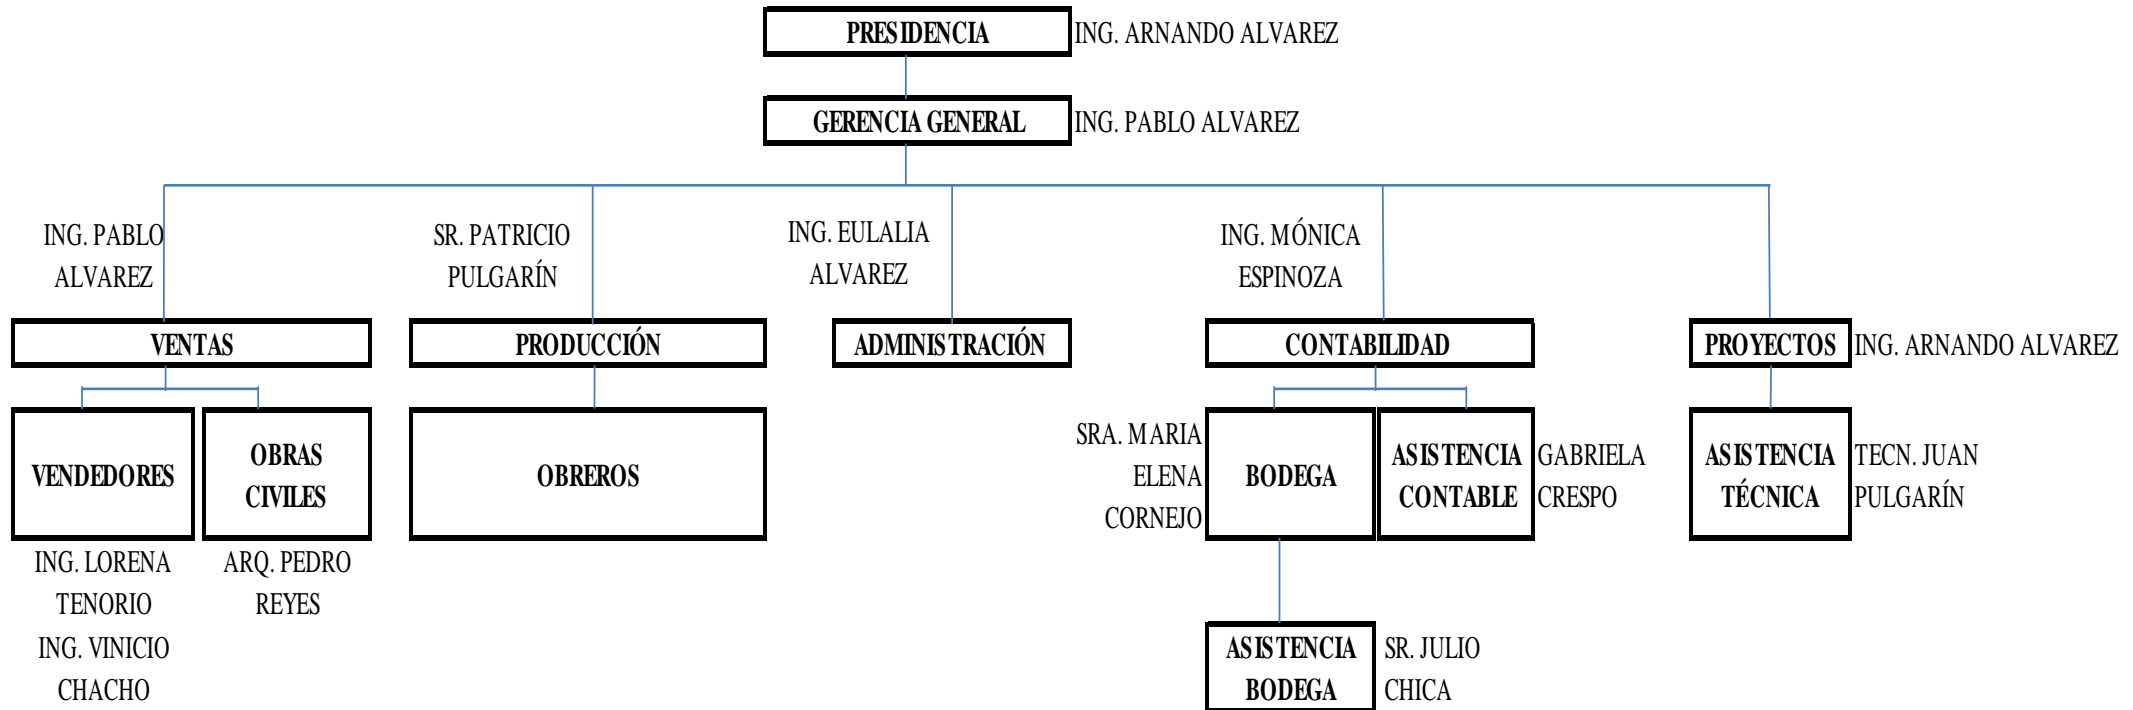 PRESIDENCIA ING. ARNANDO ALVAREZ
GERENCIA GENERAL ING. PABLO ALVAREZ
ING. PABLO
ALVAREZ
SR. PATRICIO
PULGARÍN
ING. EULALIA
ALVAREZ
ING. MÓNICA
ESPINOZA
VENTAS
PRODUCCIÓN
ADMINISTRACIÓN
CONTABILIDAD
PROYECTOS ING. ARNANDO ALVAREZ
VENDEDORES
OBRAS
CIVILES
OBREROS
SRA. MARIA
ELENA
CORNEJO
BODEGA
ASISTENCIA
CONTABLE
GABRIELA
CRESPO
ASISTENCIA
TÉCNICA
TECN. JUAN
PULGARÍN
ING. LORENA
TENORIO
ING. VINICIO
CHACHO
ARQ. PEDRO
REYES
ASISTENCIA
BODEGA
SR. JULIO
CHICA